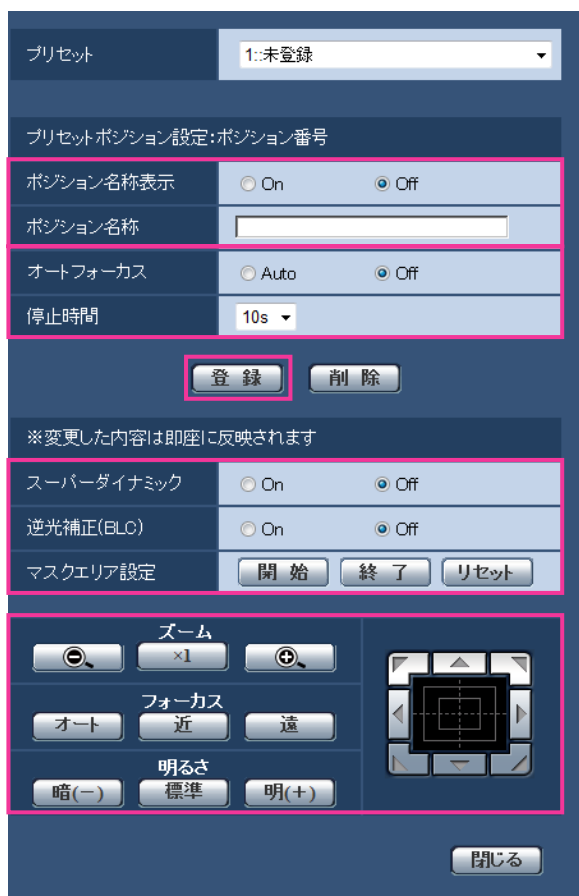 プリセット 1::未登録
プリセットポジション設定:ポジション番号
ポジション名称表示 On Off
ポジション名称
オートフォーカス Auto Off
停止時間 10s
登 録 削 除
※変更した内容は即座に反映されます
スーパーダイナミック On Off
逆光補正(BLC) On Off
マスクエリア設定 開 始 終 了 リセット
ズーム
×1
フォーカス
オート 近 遠
明るさ
暗(－) 標準 明(+)
閉じる